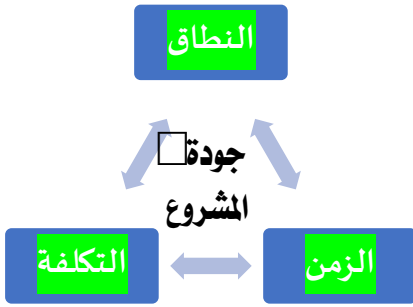 النطاق
جودة
المشروع
الزمن
التكلفة